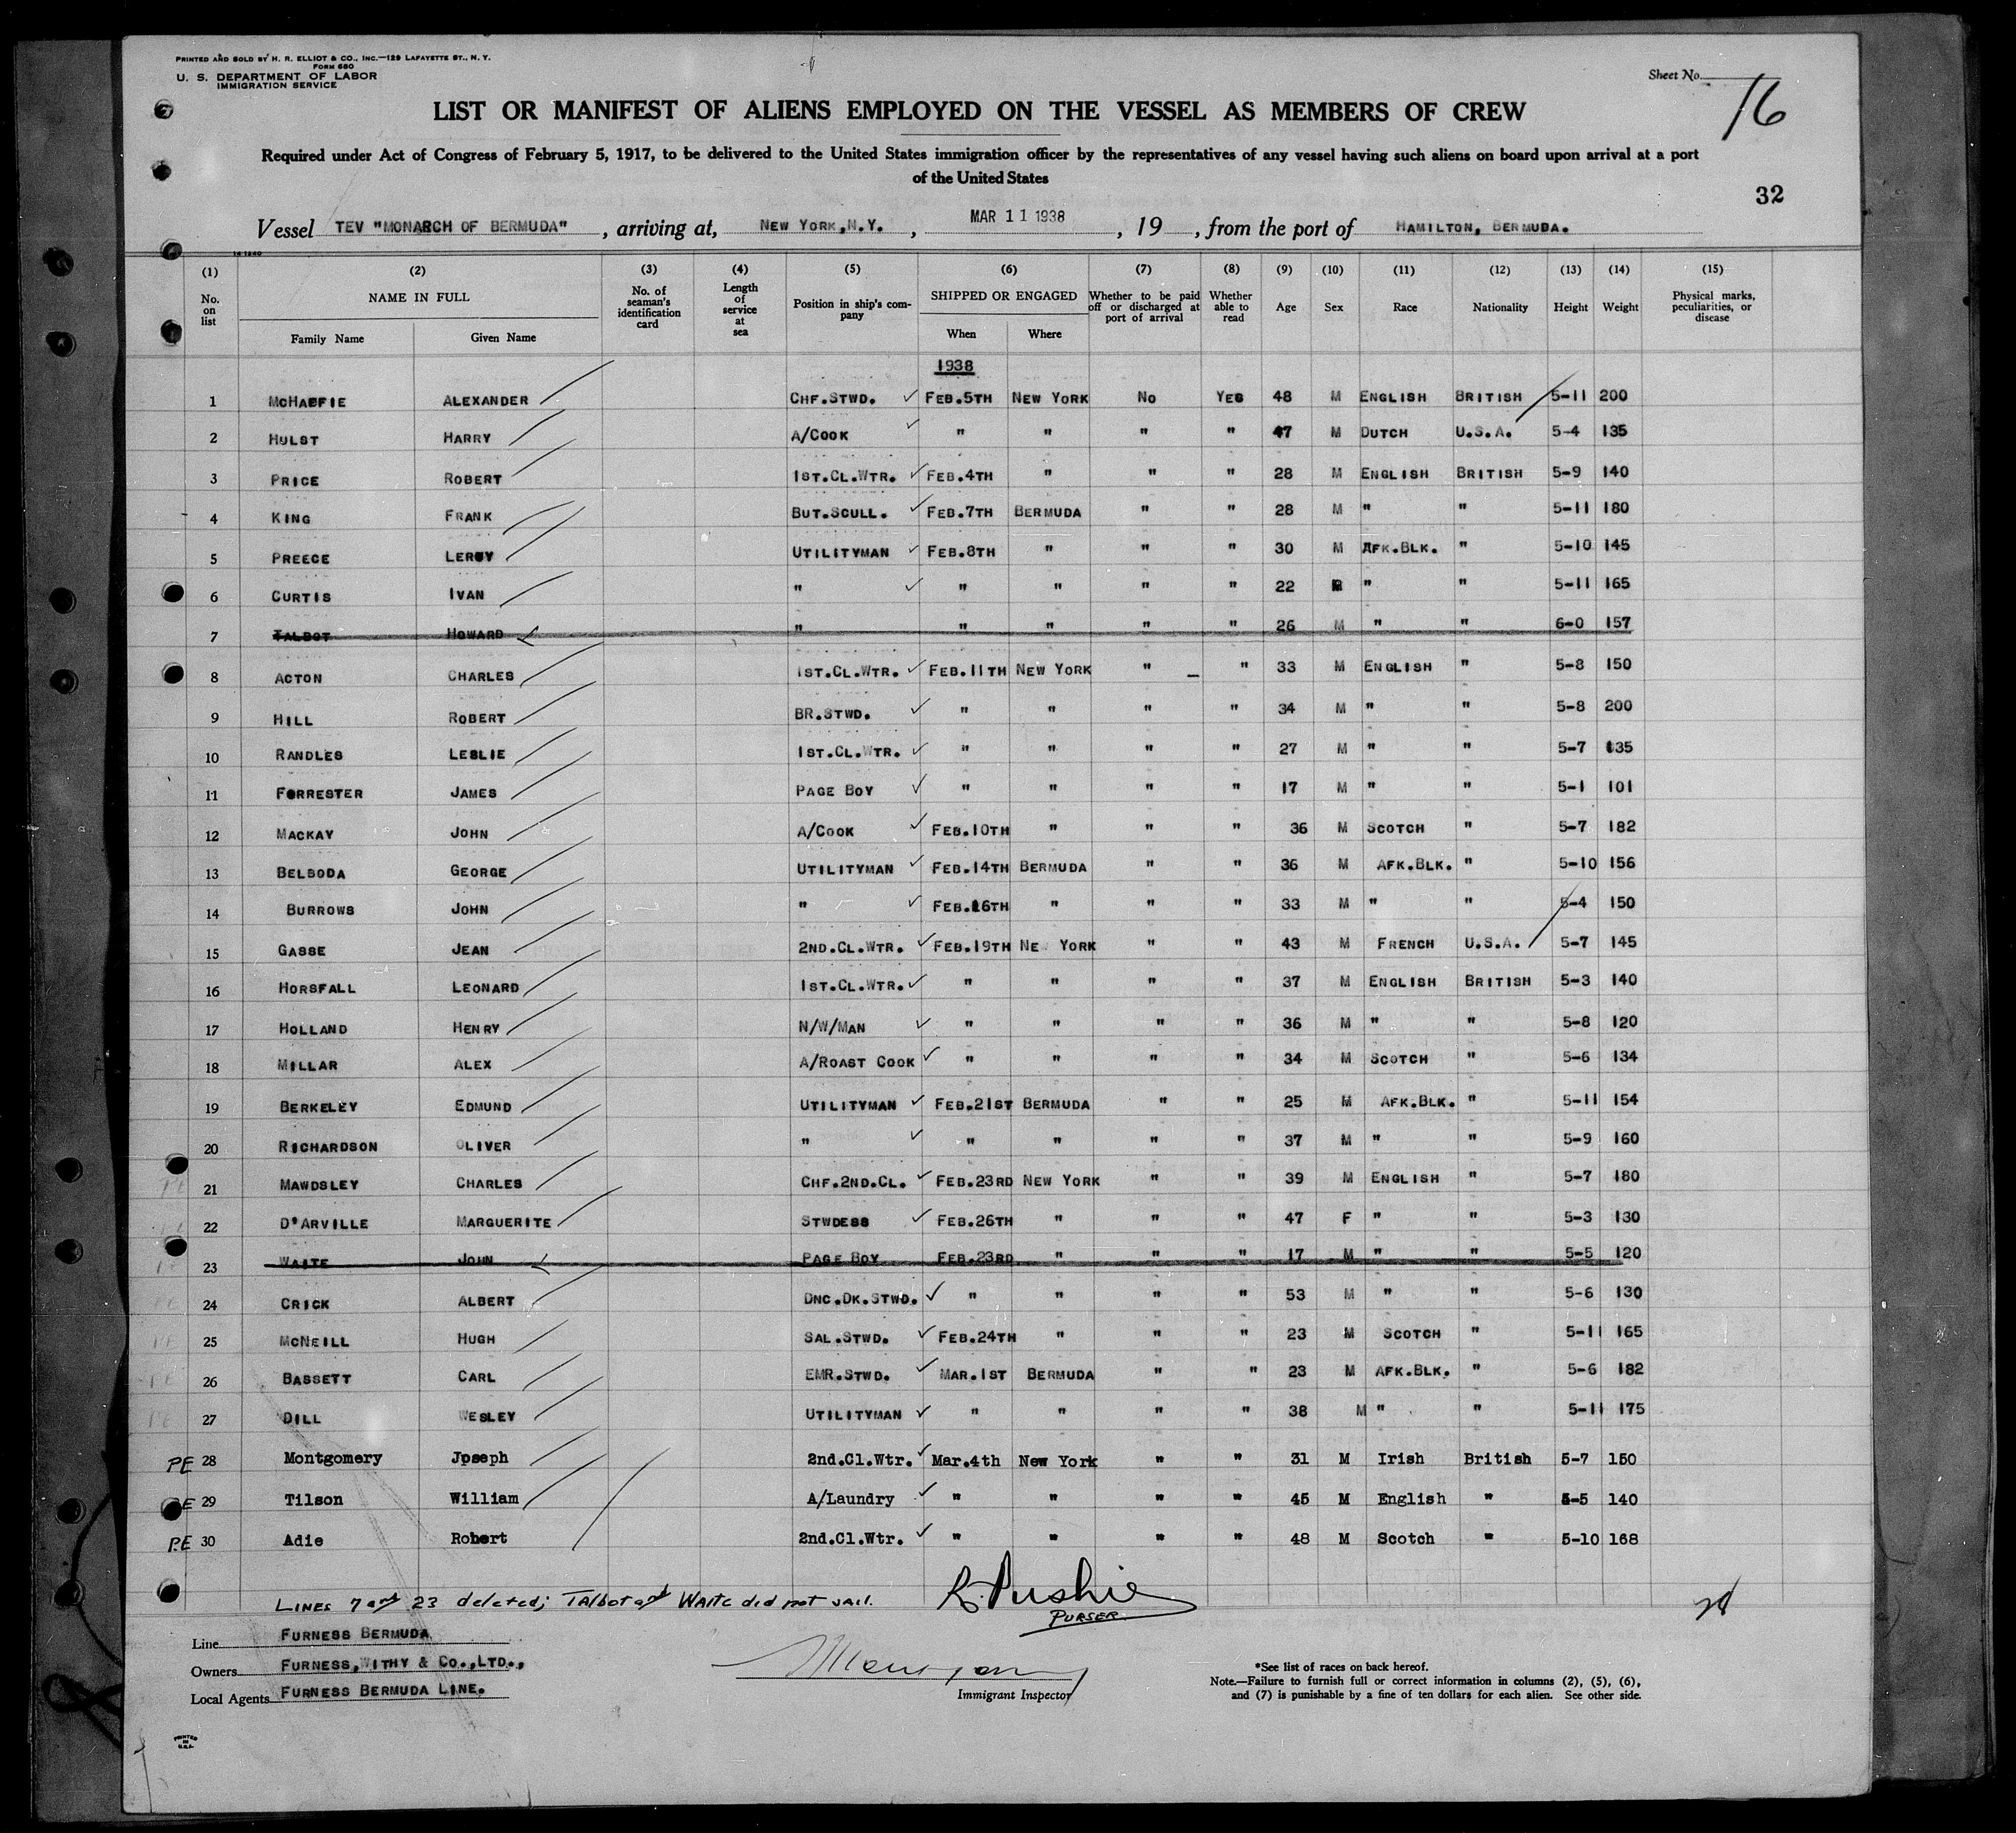 PRINTED AND SOLD BY H. R. ELLIOT & CO., INC.—129 LAFAYETTE ST., N. Y.
FORM 680
U. S. DEPARTMENT OF LABOR
IMMIGRATION SERVICE
Sheet No.
16
LIST OR MANIFEST OF ALIENS EMPLOYED ON THE VESSEL AS MEMBERS OF CREW
Required under Act of Congress of February 5, 1917, to be delivered to the United States immigration officer by the representatives of any vessel having such aliens on board upon arrival at a port
of the United States
32
Vessel TEV "MONARCH OF BERMUDA", arriving at, NEW YORK, N.Y., MAR 11 1938, 19 , from the port of HAMILTON, BERMUDA.
(1) (2) (3) (4) (5) (6) (7) (8) (9) (10) (11) (12) (13) (14) (15)
No. on list NAME IN FULL Family Name Given Name No. of seaman's identification card Length of service at sea Position in ship's company SHIPPED OR ENGAGED When Where Whether to be paid off or discharged at port of arrival Whether able to read Age Sex Race Nationality Height Weight Physical marks, peculiarities, or disease
1938
1 MCHAFFIE ALEXANDER CHF.STWD. ✓ FEB.5TH NEW YORK NO YES 48 M ENGLISH BRITISH 5-11 200
2 HULST HARRY A/COOK ✓ " " " " 47 M DUTCH U.S.A. 5-4 135
3 PRICE ROBERT 1ST.CL.WTR. ✓ FEB.4TH " " " 28 M ENGLISH BRITISH 5-9 140
4 KING FRANK BUT.SCULL. ✓ FEB.7TH BERMUDA " " 28 M " " 5-11 180
5 PREECE LEROY UTILITYMAN ✓ FEB.8TH " " " 30 M AFK.BLK. " 5-10 145
6 CURTIS IVAN " ✓ " " " " 22 M " " 5-11 165
7 TALBOT HOWARD " " " " " 26 M " " 6-0 157
8 ACTON CHARLES 1ST.CL.WTR. ✓ FEB.11TH NEW YORK " " 33 M ENGLISH " 5-8 150
9 HILL ROBERT BR.STWD. ✓ " " " " 34 M " " 5-8 200
10 RANDLES LESLIE 1ST.CL.WTR. ✓ " " " " 27 M " " 5-7 135
11 FORRESTER JAMES PAGE BOY ✓ " " " " 17 M " " 5-1 101
12 MACKAY JOHN A/COOK ✓ FEB.10TH " " " 36 M SCOTCH " 5-7 182
13 BELBODA GEORGE UTILITYMAN ✓ FEB.14TH BERMUDA " " 36 M AFK.BLK. " 5-10 156
14 BURROWS JOHN " ✓ FEB.16TH " " " 33 M " " 5-4 150
15 GASSE JEAN 2ND.CL.WTR. ✓ FEB.19TH NEW YORK " " 43 M FRENCH U.S.A. 5-7 145
16 HORSFALL LEONARD 1ST.CL.WTR. ✓ " " " " 37 M ENGLISH BRITISH 5-3 140
17 HOLLAND HENRY N/W/MAN ✓ " " " " 36 M " " 5-8 120
18 MILLAR ALEX A/ROAST COOK ✓ " " " " 34 M SCOTCH " 5-6 134
19 BERKELEY EDMUND UTILITYMAN ✓ FEB.21ST BERMUDA " " 25 M AFK.BLK. " 5-11 154
20 RICHARDSON OLIVER " ✓ " " " " 37 M " " 5-9 160
21 MAWDSLEY CHARLES CHF.2ND.CL. ✓ FEB.23RD NEW YORK " " 39 M ENGLISH " 5-7 180
22 D'ARVILLE MARGUERITE STWDESS ✓ FEB.26TH " " " 47 F " " 5-3 130
23 WAITE JOHN PAGE BOY FEB.23RD " " " 17 M " " 5-5 120
24 CRICK ALBERT DNC.DK.STWD. ✓ " " " " 53 M " " 5-6 130
25 MCNEILL HUGH SAL.STWD. ✓ FEB.24TH " " " 23 M SCOTCH " 5-11 165
26 BASSETT CARL EMR.STWD. ✓ MAR.1ST BERMUDA " " 23 M AFK.BLK. " 5-6 182
27 DILL WESLEY UTILITYMAN ✓ " " " " 38 M " " 5-11 175
PE 28 Montgomery Joseph 2nd.Cl.Wtr. ✓ Mar.4th New York " " 31 M Irish British 5-7 150
PE 29 Tilson William A/Laundry ✓ " " " " 45 M English " 5-5 140
PE 30 Adie Robert 2nd.Cl.Wtr. ✓ " " " " 48 M Scotch " 5-10 168
LINES 7 and 23 deleted; Talbot and Waite did not sail. R. Pushie
PURSER
28
Line FURNESS BERMUDA
Owners FURNESS, WITHY & CO., LTD.,
Local Agents FURNESS BERMUDA LINE.
Immigrant Inspector
*See list of races on back hereof.
Note.—Failure to furnish full or correct information in columns (2), (5), (6),
and (7) is punishable by a fine of ten dollars for each alien. See other side.
PRINTED
IN
U.S.A.